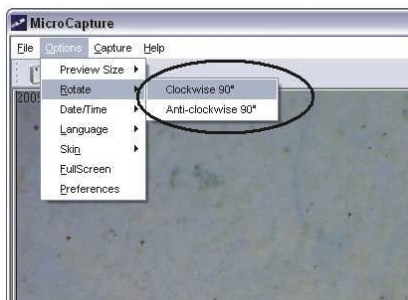 MicroCapture
File Options Capture Help
2009
Preview Size
Rotate
Clockwise 90°
Anti-clockwise 90°
Date/Time
Language
Skin
FullScreen
Preferences